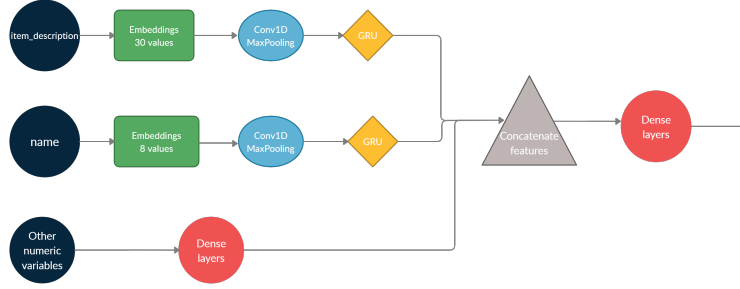 item_description
Embeddings
30 values
Conv1D
MaxPooling
GRU
name
Embeddings
8 values
Conv1D
MaxPooling
GRU
Concatenate
features
Dense
layers
Other
numeric
variables
Dense
layers